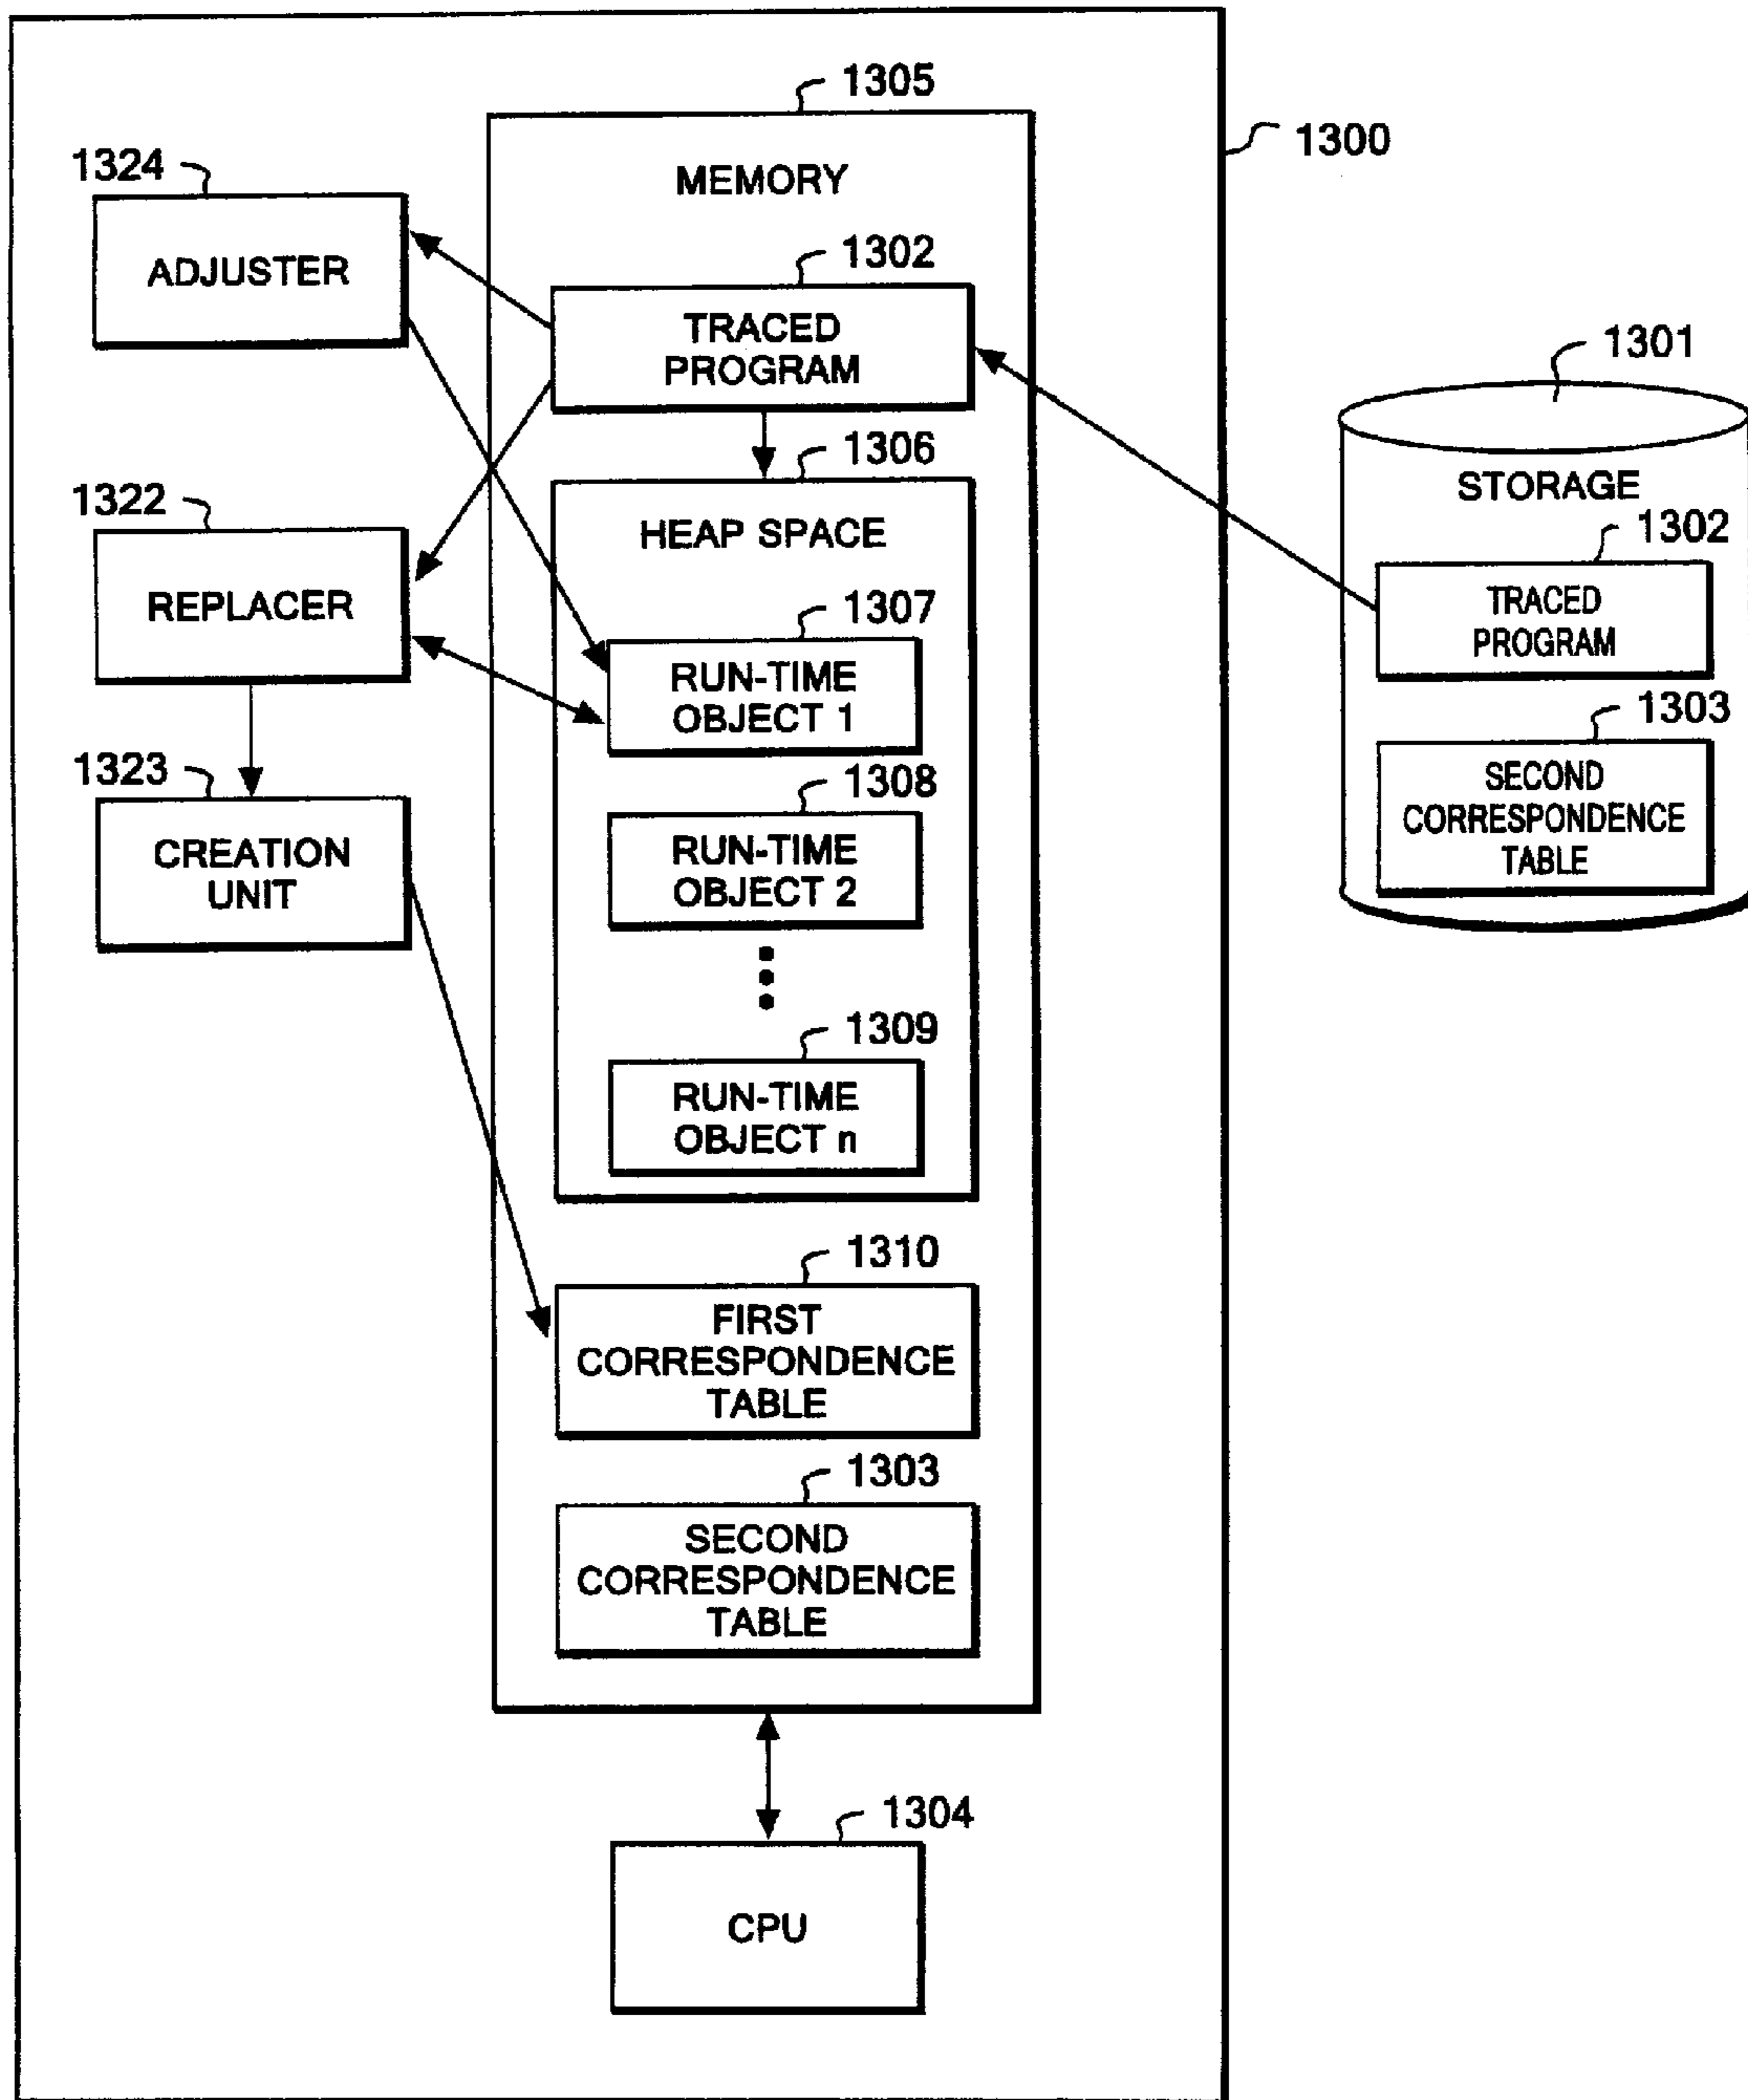 1305
1300
1324
MEMORY
ADJUSTER
1302
TRACED
PROGRAM
1301
1306
STORAGE
1322
HEAP SPACE
1302
REPLACER
TRACED
PROGRAM
1307
RUN-TIME
OBJECT 1
1303
SECOND
CORRESPONDENCE
TABLE
1323
1308
CREATION
UNIT
RUN-TIME
OBJECT 2
1309
RUN-TIME
OBJECT n
1310
FIRST
CORRESPONDENCE
TABLE
1303
SECOND
CORRESPONDENCE
TABLE
1304
CPU